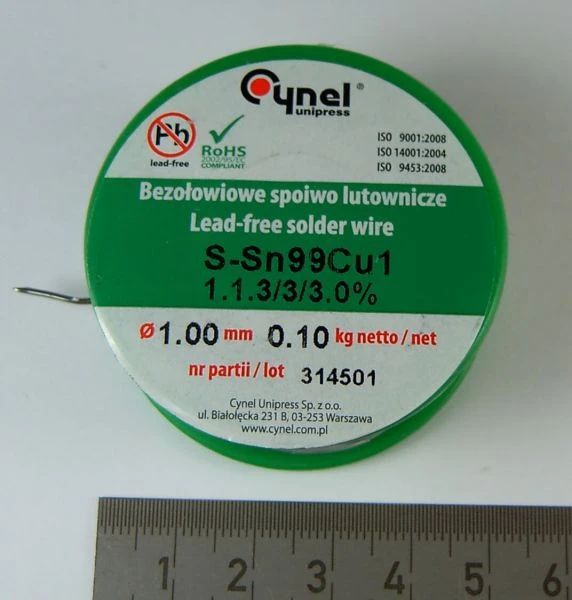 Cynel®
unipress
Pb
lead-free
RoHS
2002/95/EC
COMPLIANT
ISO 9001:2008
ISO 14001:2004
ISO 9453:2008
Bezołowiowe spoiwo lutownicze
Lead-free solder wire
S-Sn99Cu1
1.1.3/3/3.0%
Ø1.00 mm 0.10 kg netto / net
nr partii / lot 314501
Cynel Unipress Sp. z o.o.
ul. Białołęcka 231 B, 03-253 Warszawa
www.cynel.com.pl
1 2 3 4 5 6